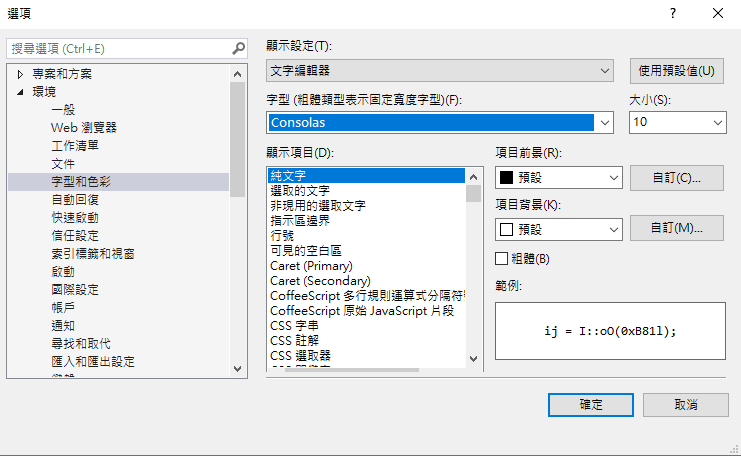 選項
搜尋選項 (Ctrl+E)
專案和方案
環境
一般
Web 瀏覽器
工作清單
文件
字型和色彩
自動回復
快速啟動
信任設定
索引標籤和視窗
啟動
國際設定
帳戶
通知
尋找和取代
匯入和匯出設定
顯示設定(T):
文字編輯器
使用預設值(U)
字型 (粗體類型表示固定寬度字型)(F):
Consolas
大小(S):
10
顯示項目(D):
純文字
選取的文字
非現用的選取文字
指示區邊界
行號
可見的空白區
Caret (Primary)
Caret (Secondary)
CoffeeScript 多行規則運算式分隔符
CoffeeScript 原始 JavaScript 片段
CSS 字串
CSS 註解
CSS 選取器
項目前景(R):
預設
自訂(C)...
項目背景(K):
預設
自訂(M)...
粗體(B)
範例:
ij = I::oO(0xB81l);
確定
取消